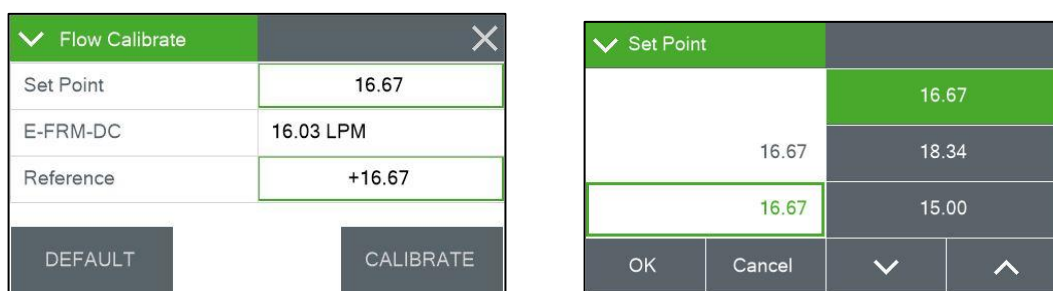 Flow Calibrate
Set Point 16.67
E-FRM-DC 16.03 LPM
Reference +16.67
DEFAULT CALIBRATE
Set Point
16.67
16.67 18.34
16.67 15.00
OK Cancel